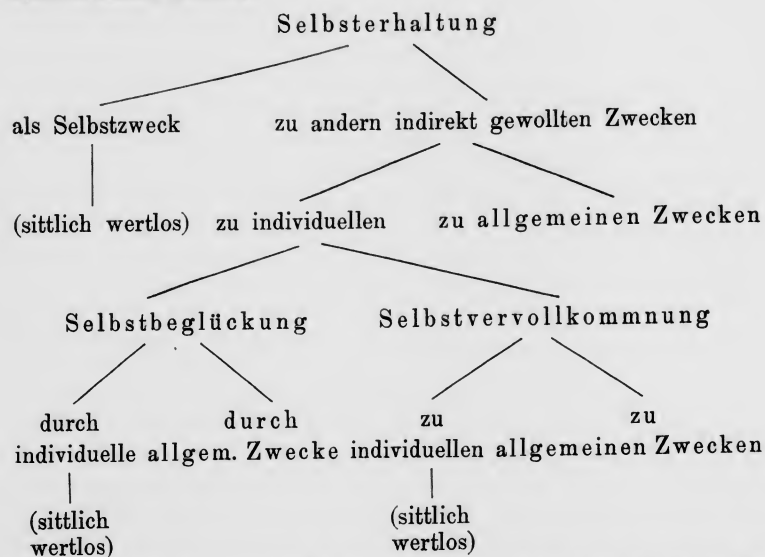 Selbsterhaltung
als Selbstzweck zu andern indirekt gewollten Zwecken
(sittlich wertlos) zu individuellen zu allgemeinen Zwecken
Selbstbeglückung Selbstvervollkommnung
durch durch zu zu
individuelle allgem. Zwecke individuellen allgemeinen Zwecken
(sittlich (sittlich
wertlos) wertlos)